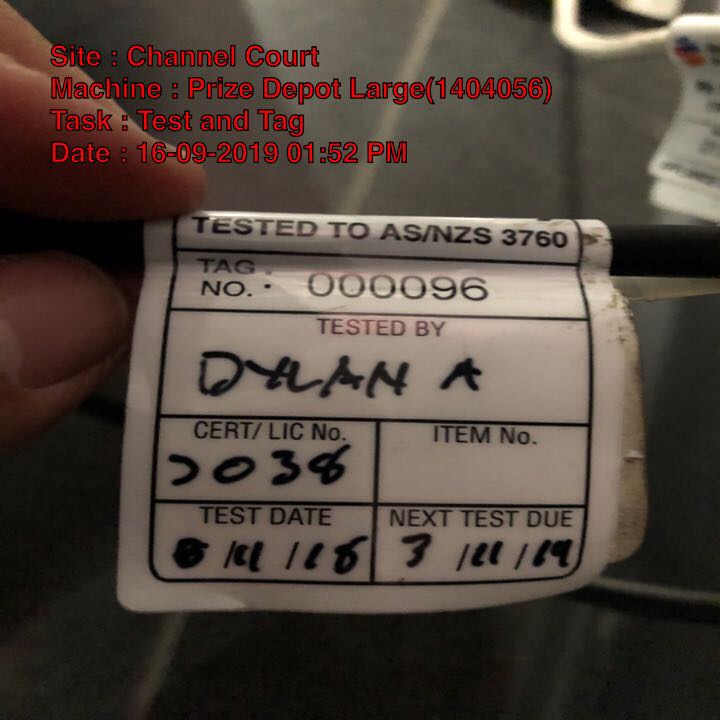 Site : Channel Court
Machine : Prize Depot Large(1404056)
Task : Test and Tag
Date : 16-09-2019 01:52 PM
TESTED TO AS/NZS 3760
TAG NO. : 000096
TESTED BY
DYLAN A
CERT/ LIC No.
ITEM No.
TEST DATE
NEXT TEST DUE
3 /11/19